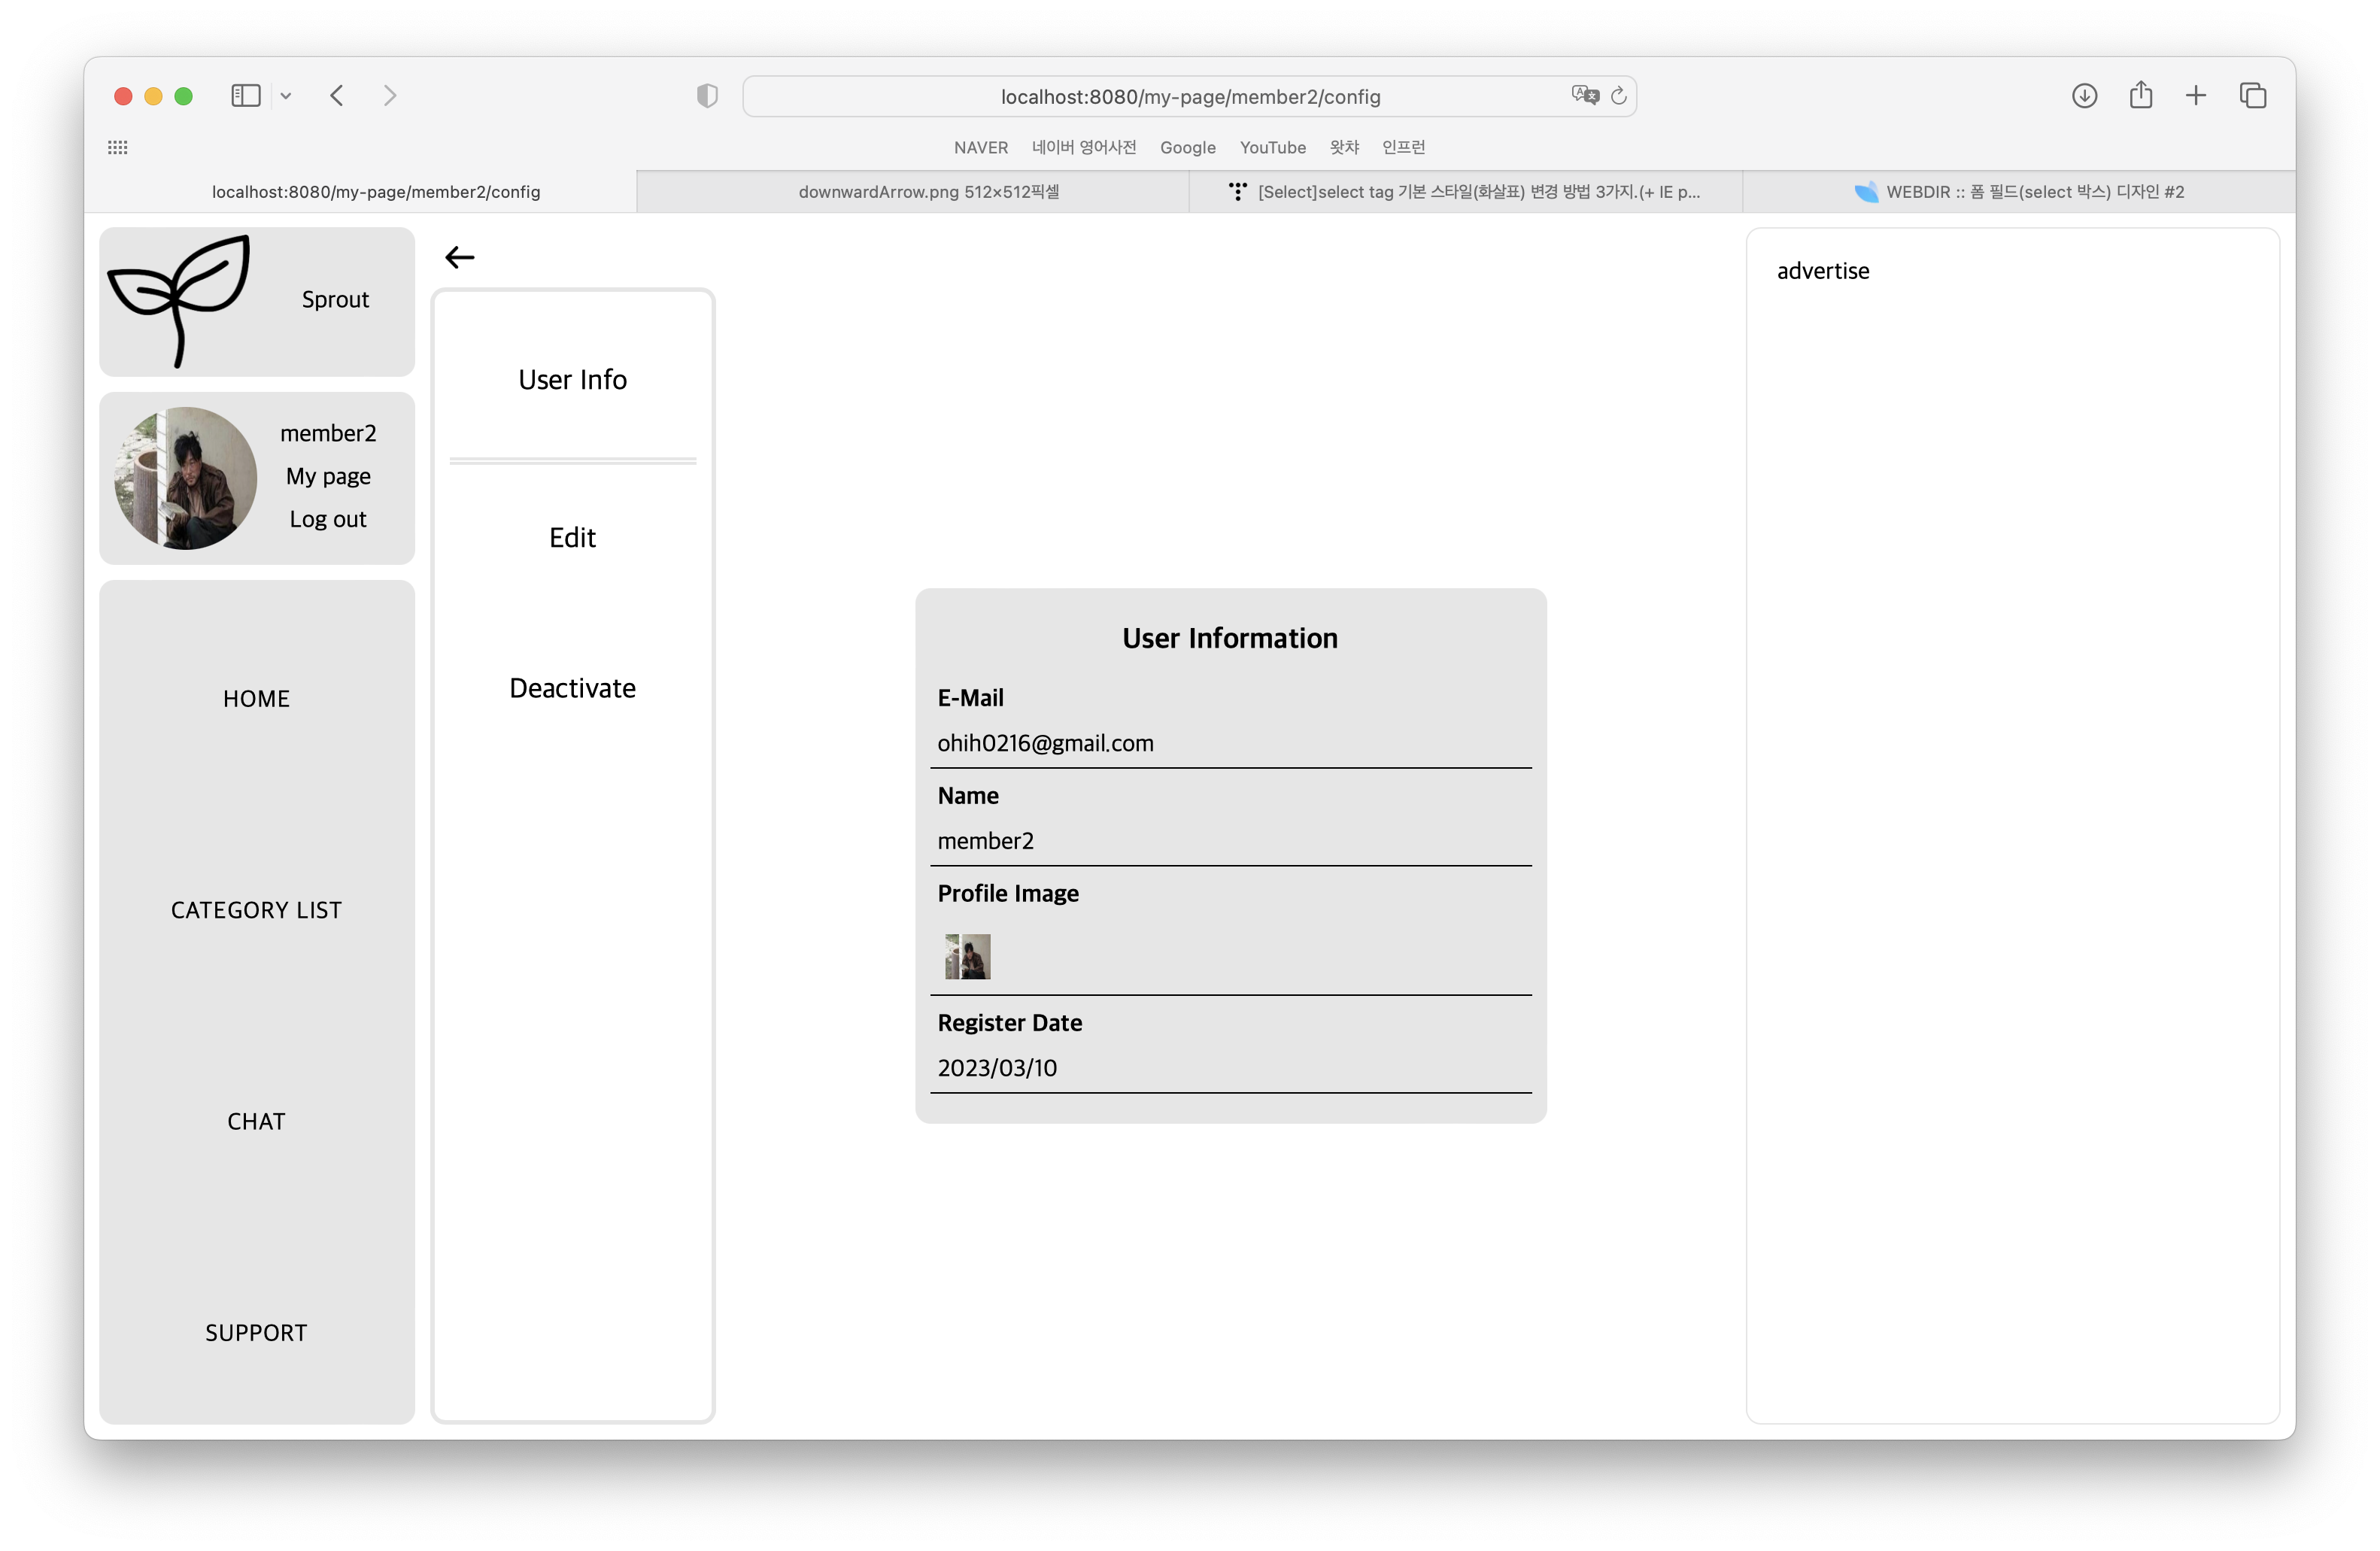 localhost:8080/my-page/member2/config
NAVER 네이버 영어사전 Google YouTube 왓챠 인프런
localhost:8080/my-page/member2/config
downwardArrow.png 512×512픽셀
[Select]select tag 기본 스타일(화살표) 변경 방법 3가지.(+ IE p...
WEBDIR :: 폼 필드(select 박스) 디자인 #2
Sprout
member2
My page
Log out
HOME
CATEGORY LIST
CHAT
SUPPORT
User Info
Edit
Deactivate
User Information
E-Mail
ohih0216@gmail.com
Name
member2
Profile Image
Register Date
2023/03/10
advertise